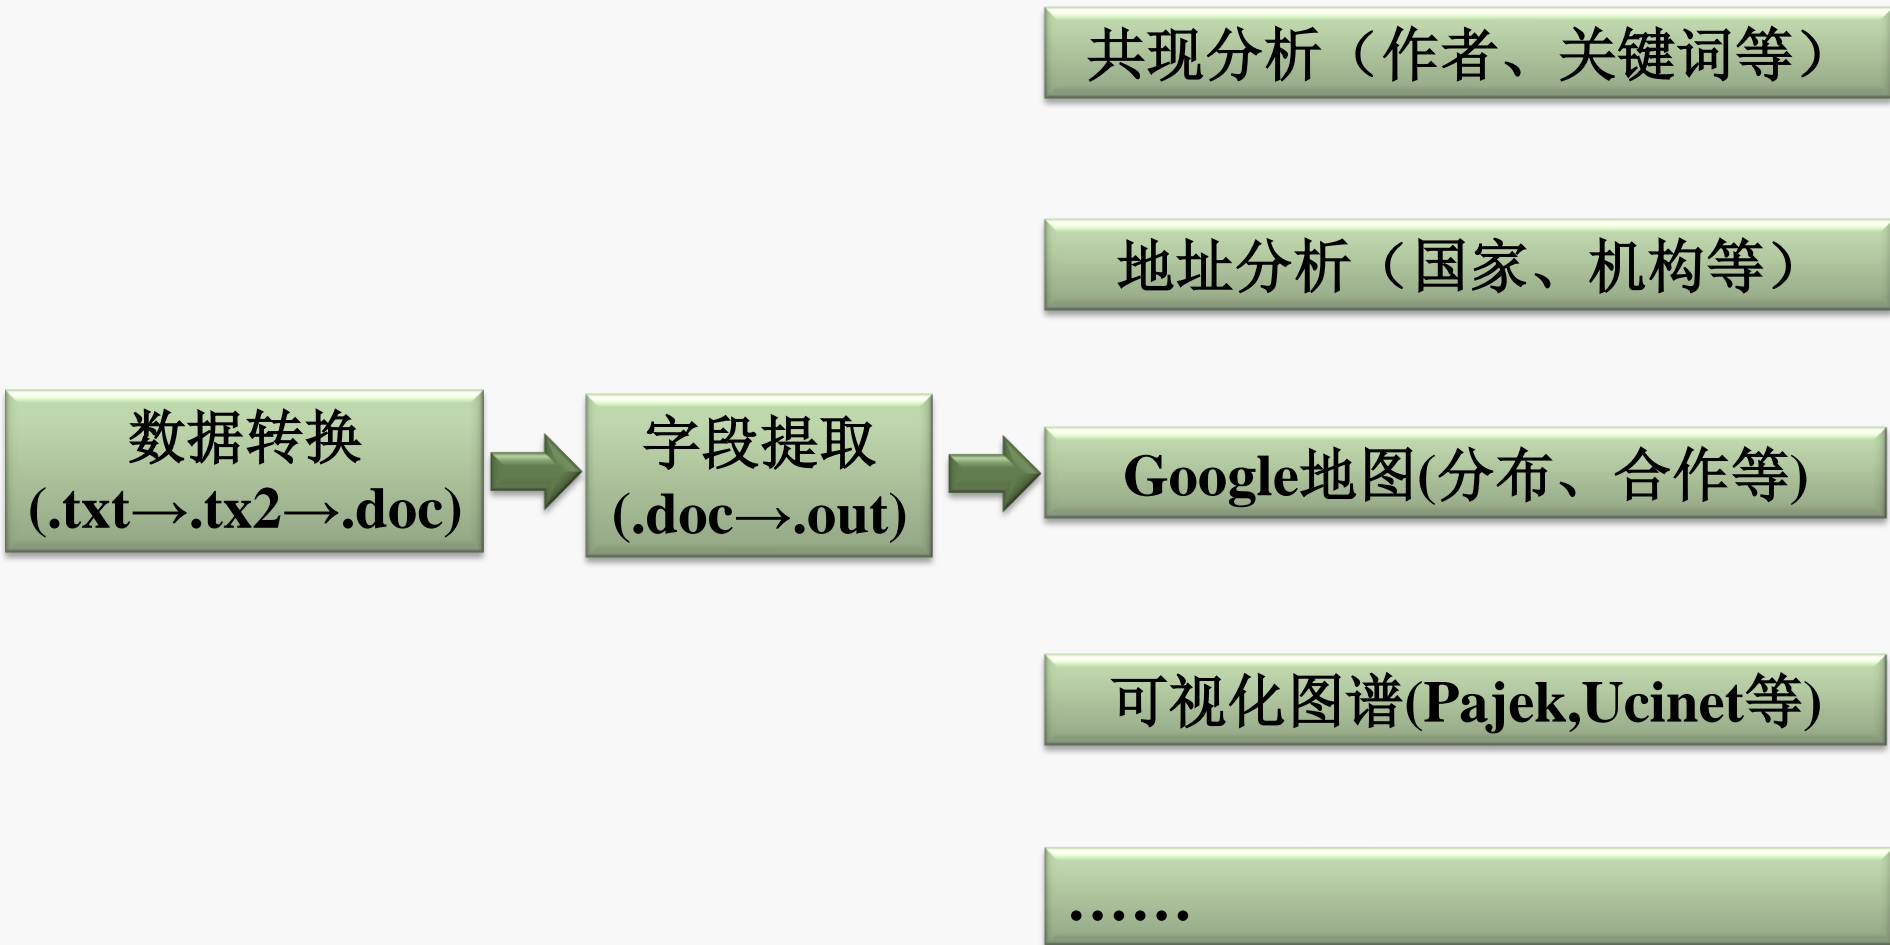 共现分析（作者、关键词等）
地址分析（国家、机构等）
数据转换
(.txt→.tx2→.doc)
字段提取
(.doc→.out)
Google地图(分布、合作等)
可视化图谱(Pajek,Ucinet等)
……